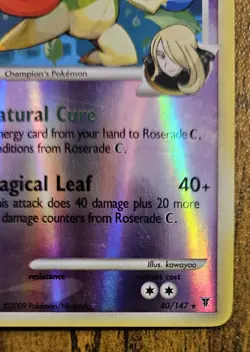 Champion's Pokémon
atural Cure
nergy card from your hand to Roserade C,
nditions from Roserade C.
agical Leaf 40+
his attack does 40 damage plus 20 more
damage counters from Roserade C.
Illus. kawayoo
resistance retreat cost
©2009 Pokémon/Nintendo 40/147 ★